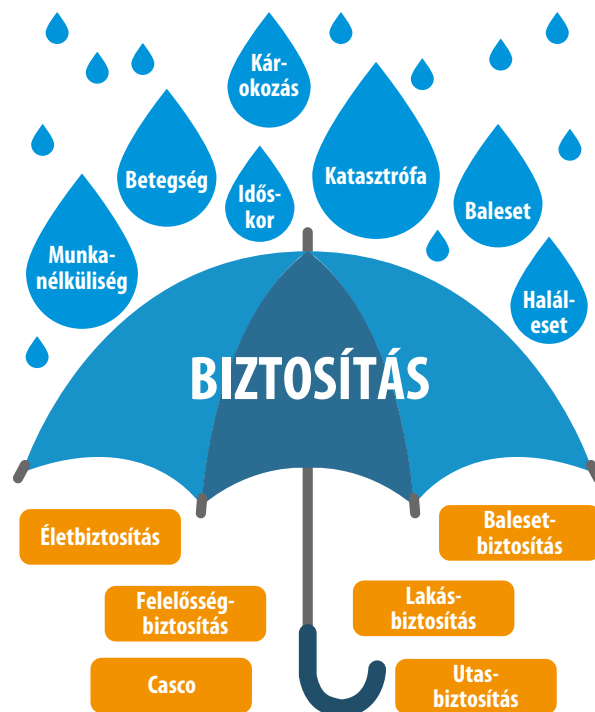 Kár-
okozás
Betegség
Katasztrófa
Idős-
kor
Baleset
Munka-
nélküliség
Halál-
eset
BIZTOSÍTÁS
Életbiztosítás
Baleset-
biztosítás
Felelősség-
biztosítás
Lakás-
biztosítás
Casco
Utas-
biztosítás